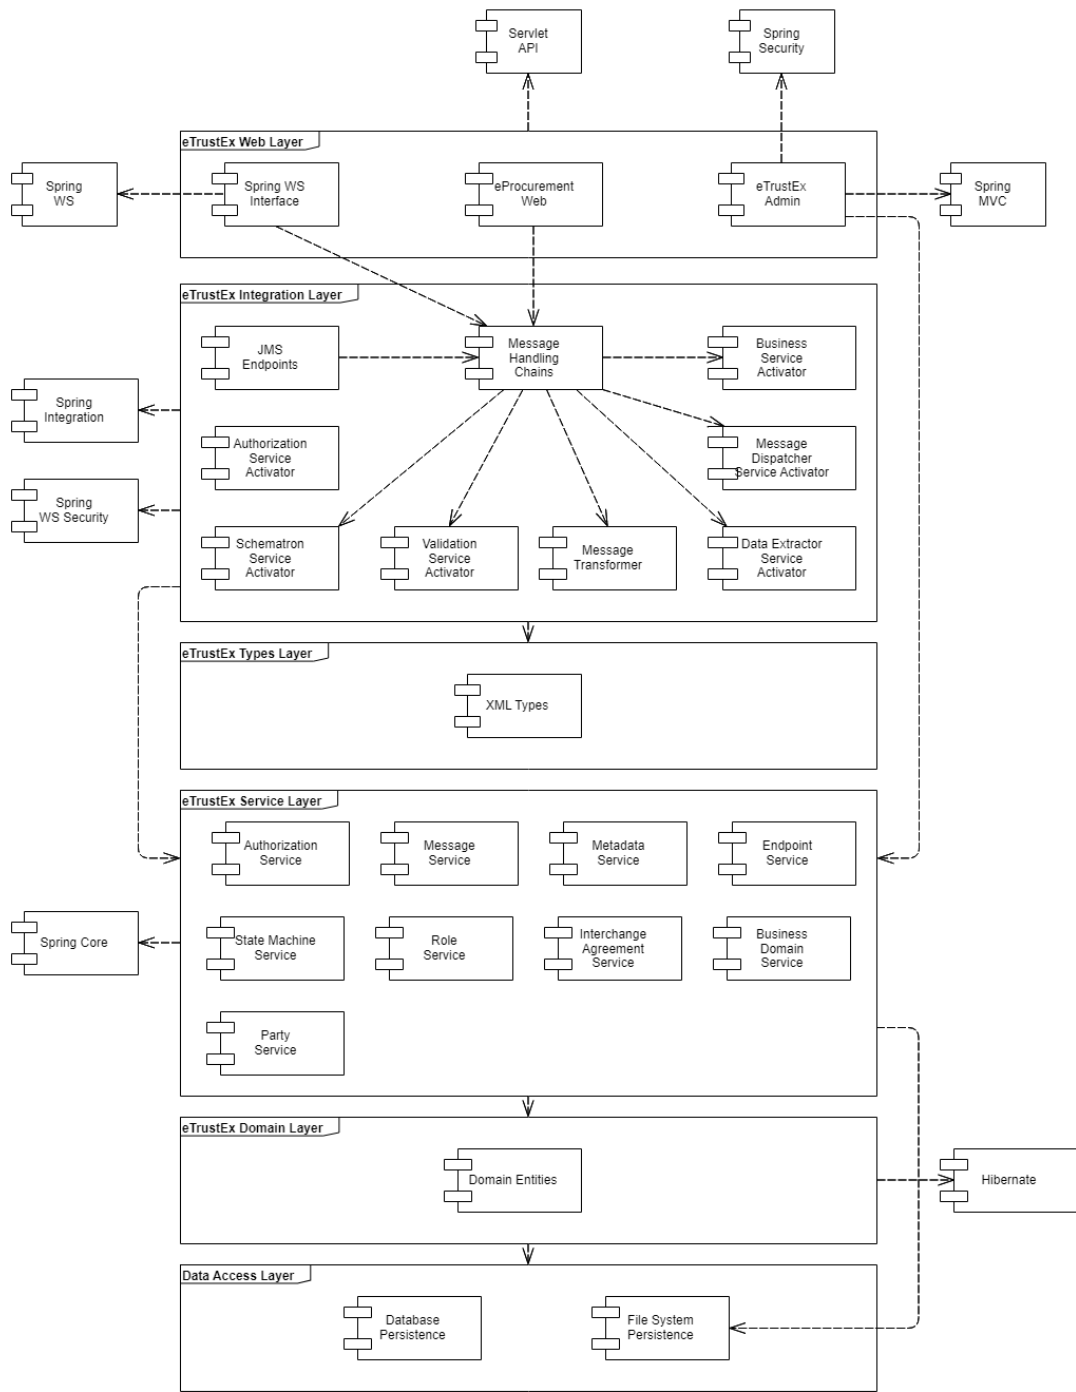 Servlet
API
Spring
Security
eTrustEx Web Layer
Spring
WS
Spring WS
Interface
eProcurement
Web
eTrustEx
Admin
Spring
MVC
eTrustEx Integration Layer
JMS
Endpoints
Message
Handling
Chains
Business
Service
Activator
Spring
Integration
Authorization
Service
Activator
Message
Dispatcher
Service Activator
Spring
WS Security
Schematron
Service
Activator
Validation
Service
Activator
Message
Transformer
Data Extractor
Service
Activator
eTrustEx Types Layer
XML Types
eTrustEx Service Layer
Authorization
Service
Message
Service
Metadata
Service
Endpoint
Service
Spring Core
State Machine
Service
Role
Service
Interchange
Agreement
Service
Business
Domain
Service
Party
Service
eTrustEx Domain Layer
Domain Entities
Hibernate
Data Access Layer
Database
Persistence
File System
Persistence